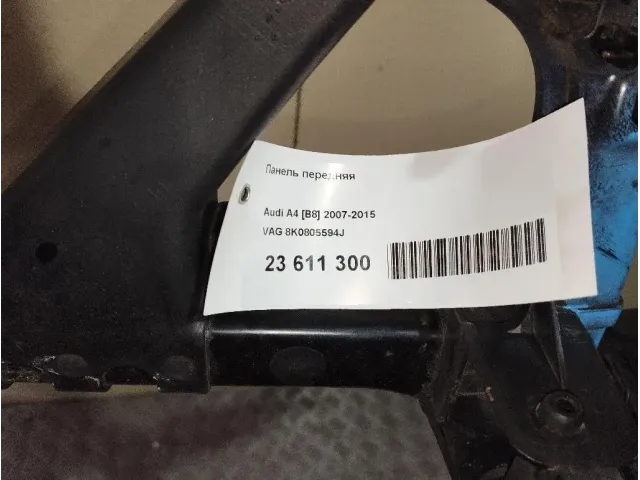 Панель передняя
Audi A4 [B8] 2007-2015
VAG 8K0805594J
23 611 300